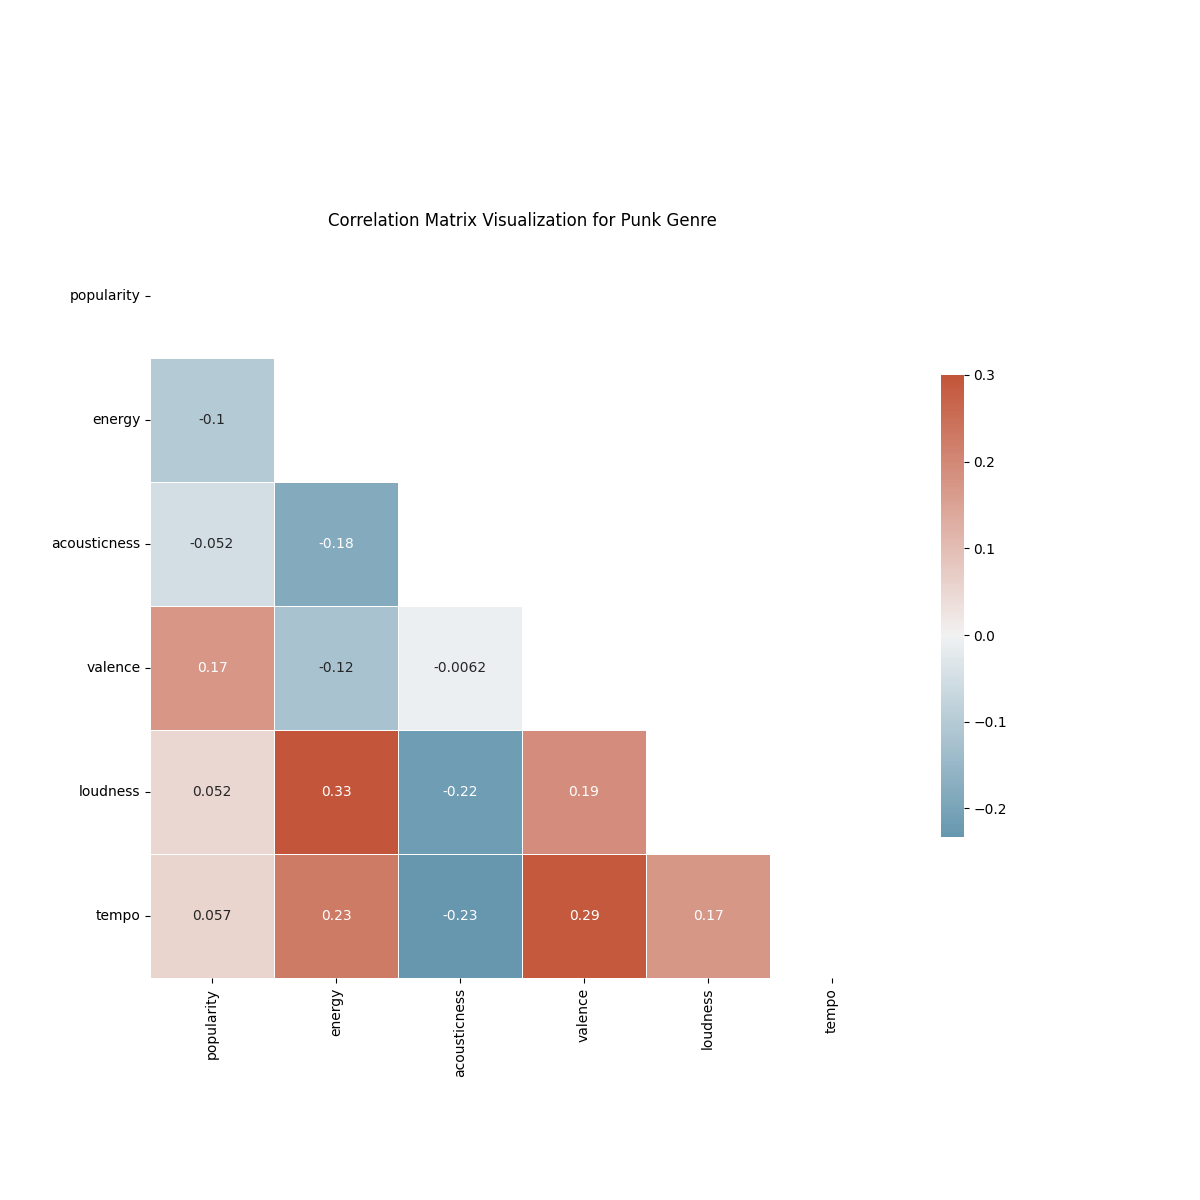 Correlation Matrix Visualization for Punk Genre
popularity
energy -0.1
acousticness -0.052 -0.18
valence 0.17 -0.12 -0.0062
loudness 0.052 0.33 -0.22 0.19
tempo 0.057 0.23 -0.23 0.29 0.17
popularity energy acousticness valence loudness tempo
0.3
0.2
0.1
0.0
−0.1
−0.2